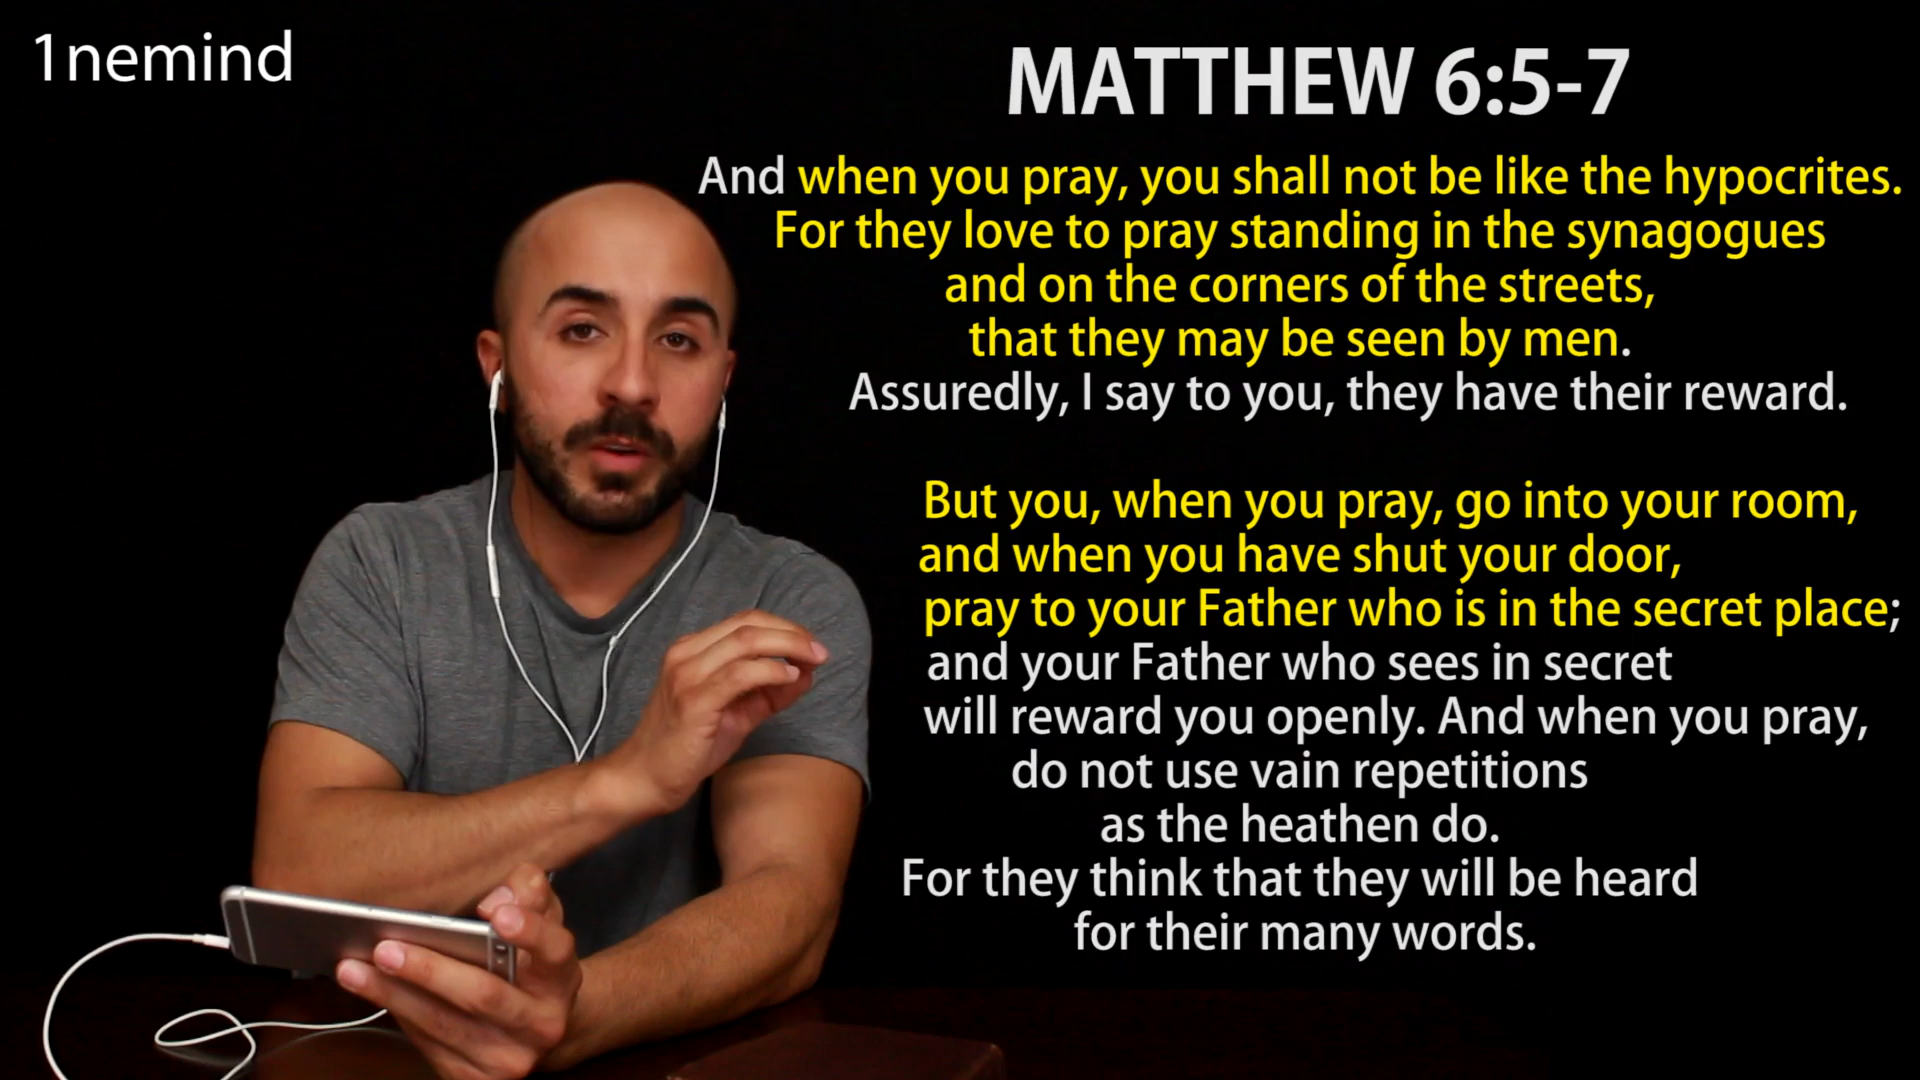 1nemind
MATTHEW 6:5-7
And when you pray, you shall not be like the hypocrites.
For they love to pray standing in the synagogues
and on the corners of the streets,
that they may be seen by men.
Assuredly, I say to you, they have their reward.
But you, when you pray, go into your room,
and when you have shut your door,
pray to your Father who is in the secret place;
and your Father who sees in secret
will reward you openly. And when you pray,
do not use vain repetitions
as the heathen do.
For they think that they will be heard
for their many words.